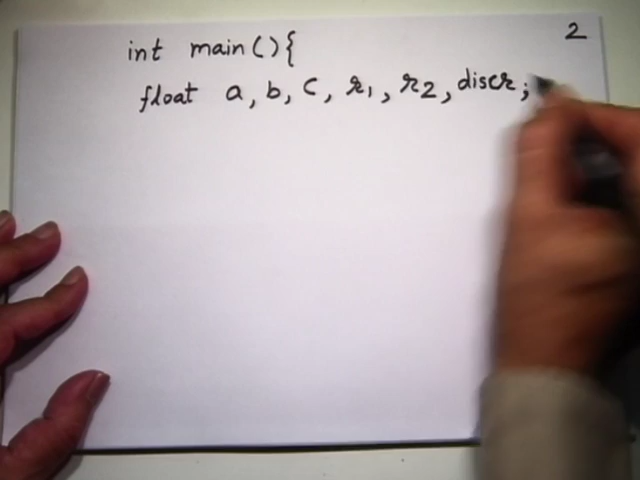 2
int main(){
float a, b, c, r1, r2, discr;